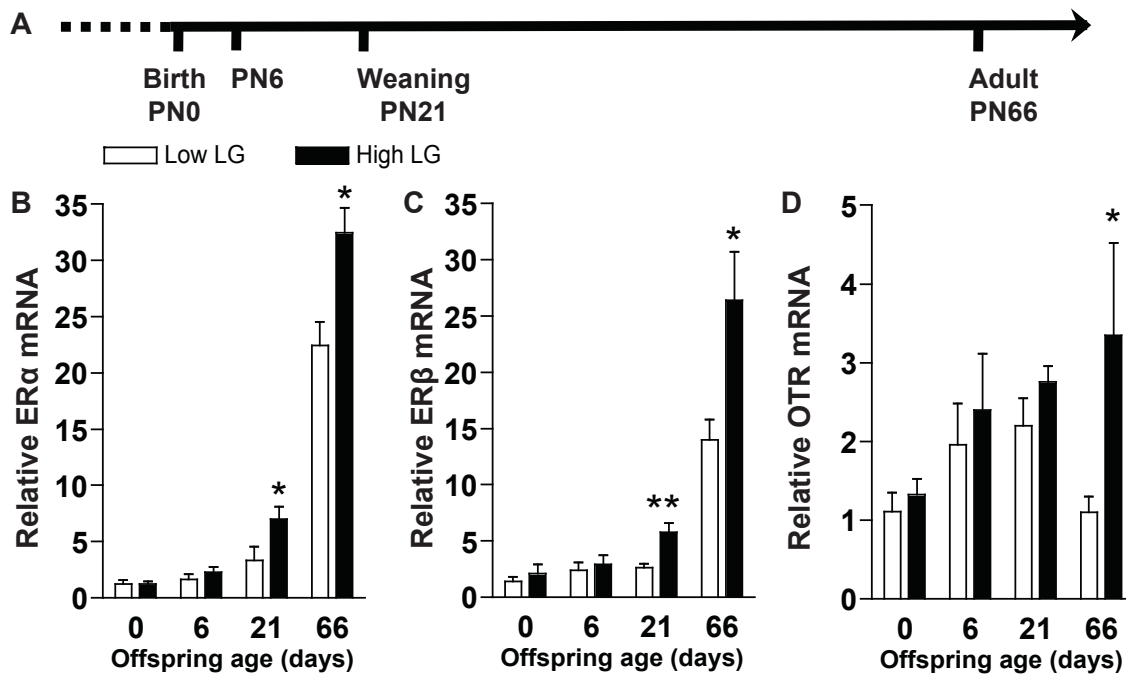 A
Birth PN6 Weaning Adult
PN0 PN21 PN66
Low LG High LG
B
Relative ERα mRNA
35
30
25
20
15
10
5
0
*
*
0 6 21 66
Offspring age (days)
C
Relative ERβ mRNA
35
30
25
20
15
10
5
0
**
*
0 6 21 66
Offspring age (days)
D
Relative OTR mRNA
5
4
3
2
1
0
*
0 6 21 66
Offspring age (days)